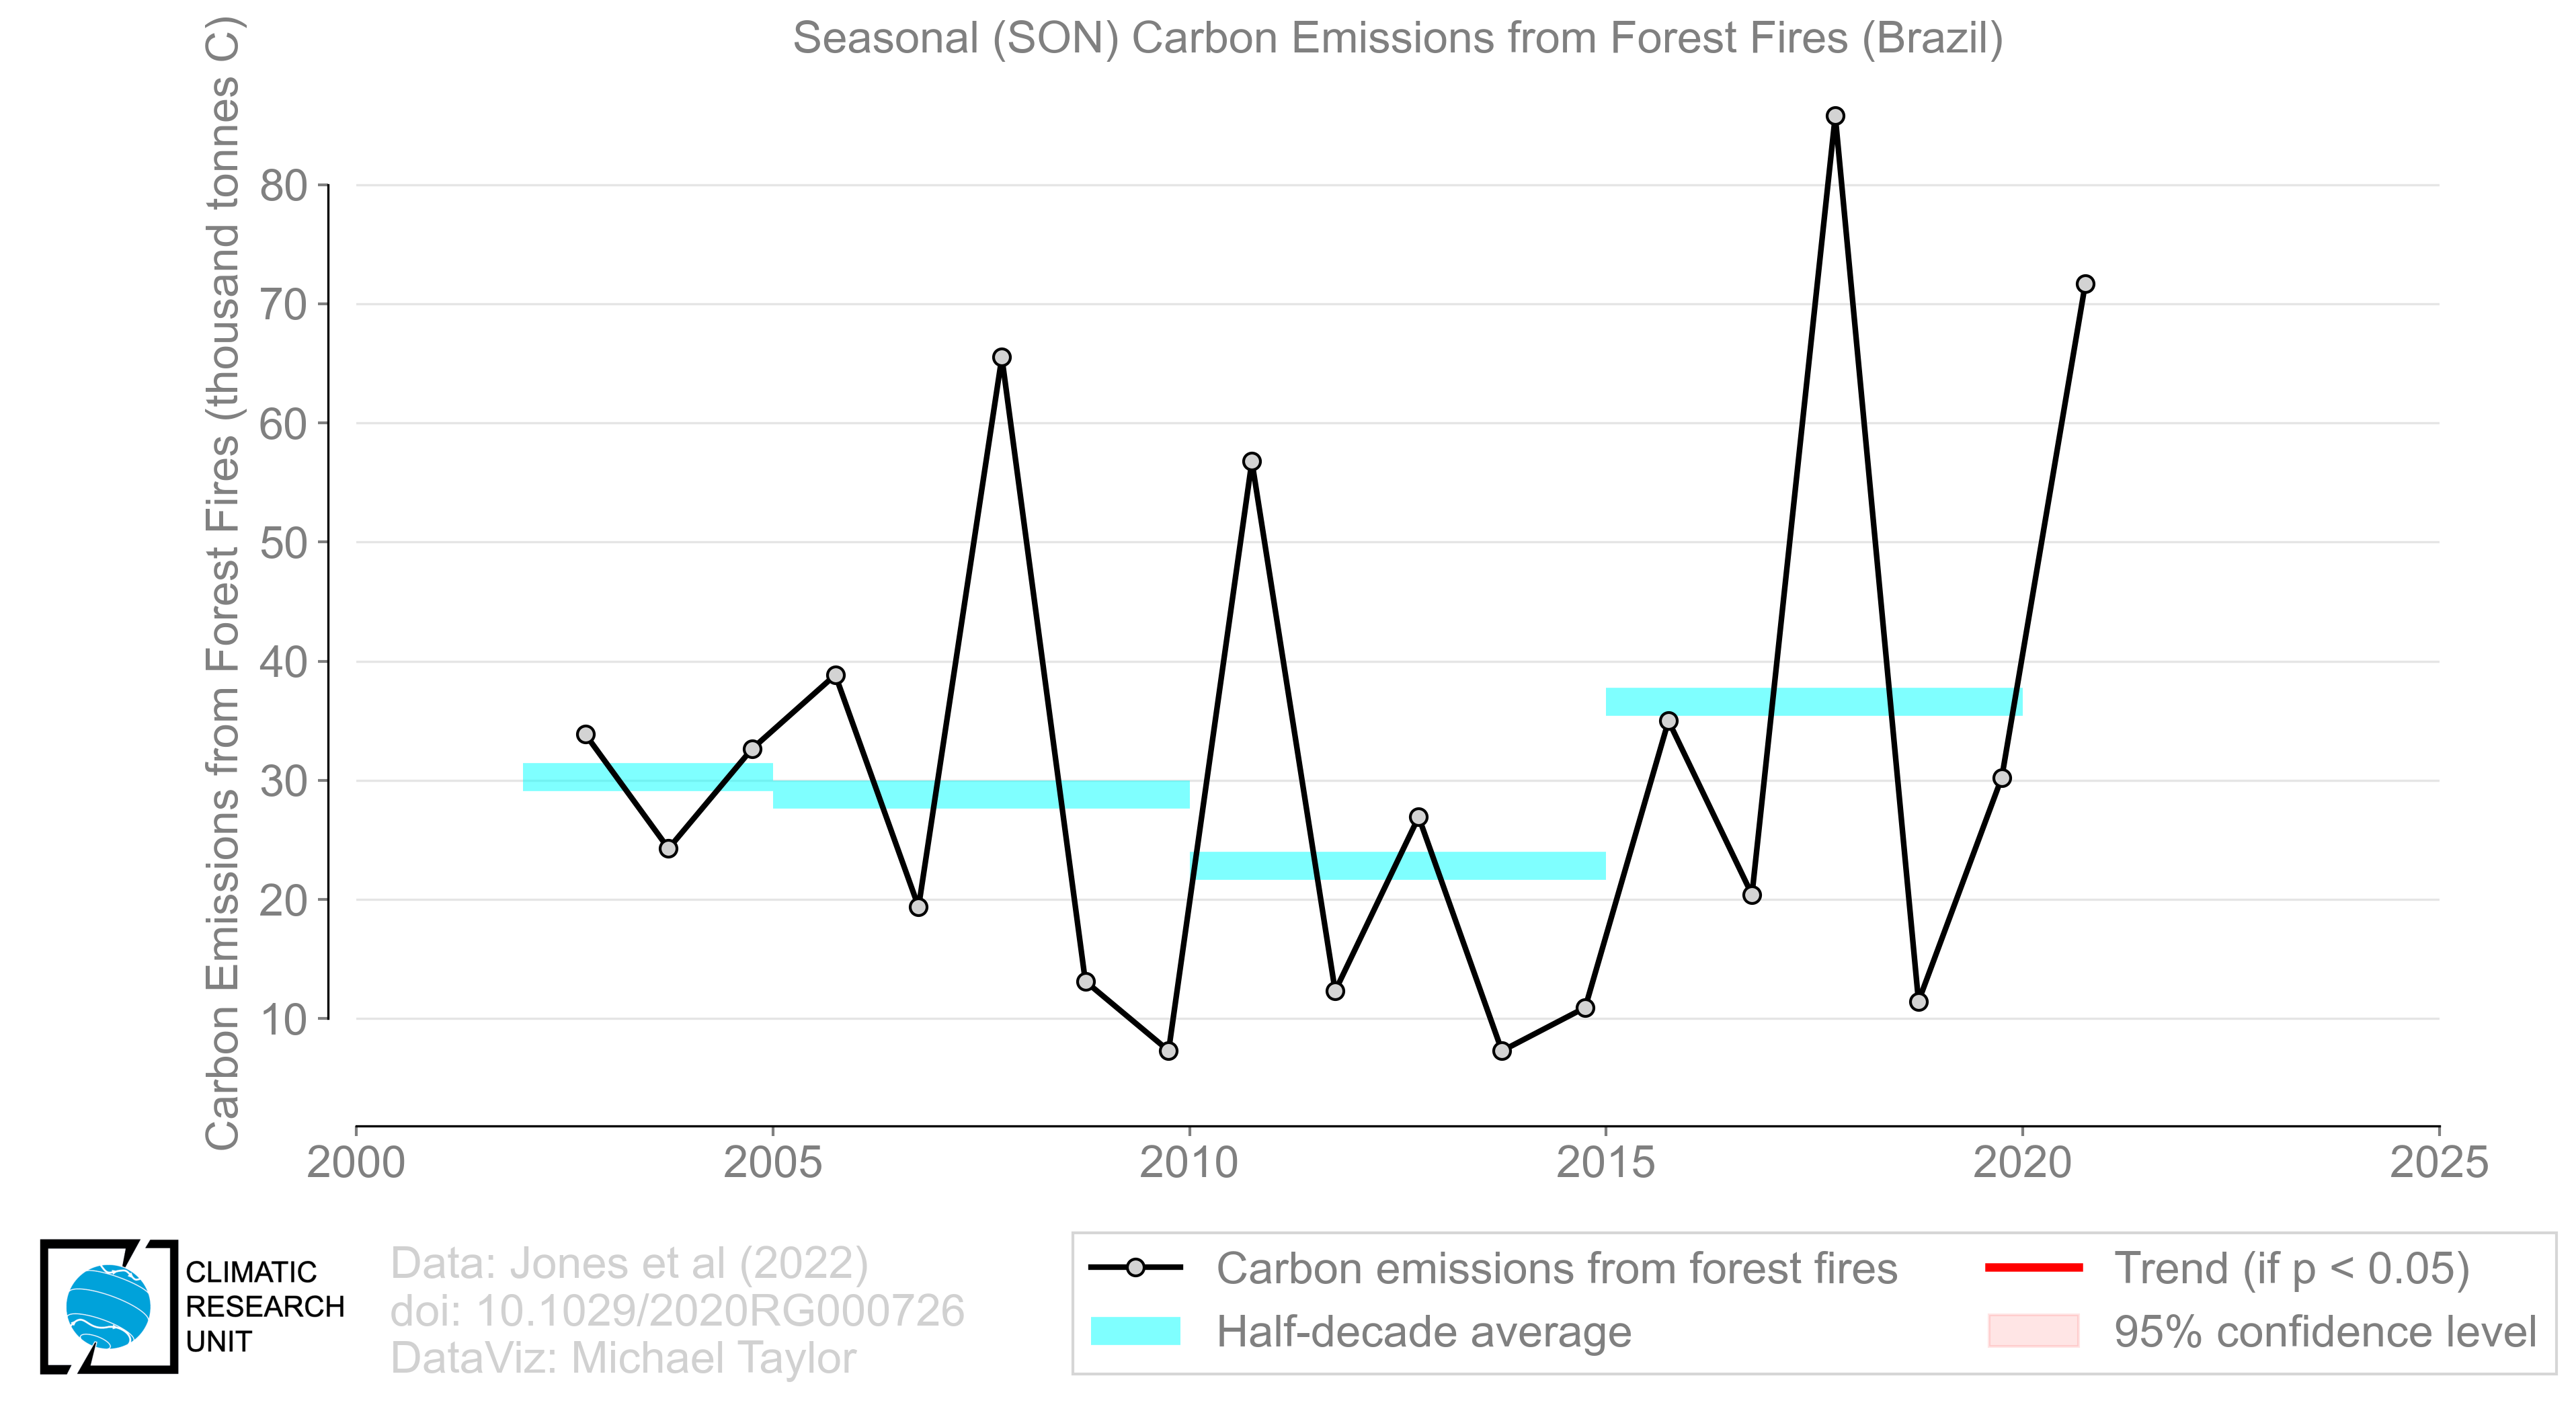 Seasonal (SON) Carbon Emissions from Forest Fires (Brazil)
Carbon Emissions from Forest Fires (thousand tonnes C)
80
70
60
50
40
30
20
10
2000 2005 2010 2015 2020 2025
CLIMATIC
RESEARCH
UNIT
Data: Jones et al (2022)
doi: 10.1029/2020RG000726
DataViz: Michael Taylor
Carbon emissions from forest fires
Half-decade average
Trend (if p < 0.05)
95% confidence level